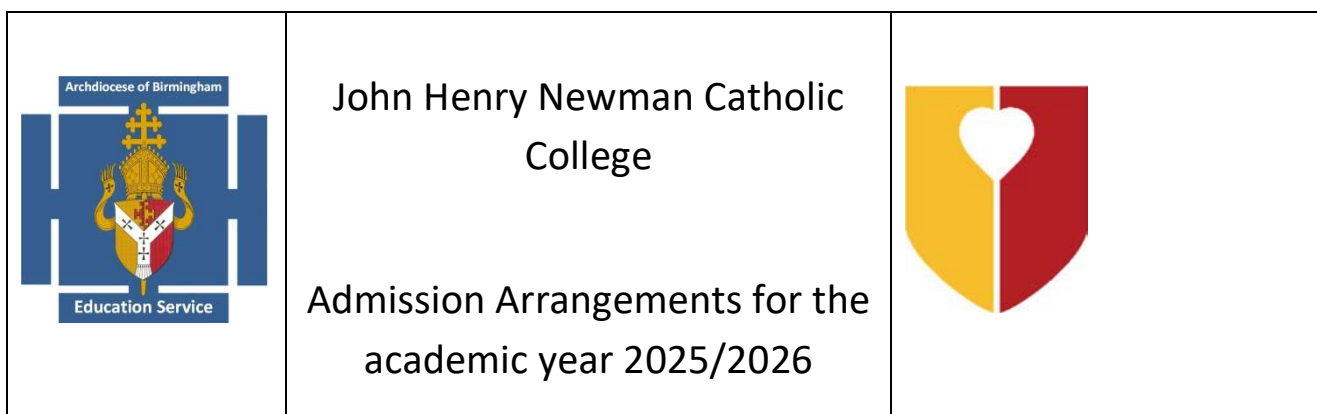 Archdiocese of Birmingham
Education Service
John Henry Newman Catholic
College
Admission Arrangements for the
academic year 2025/2026